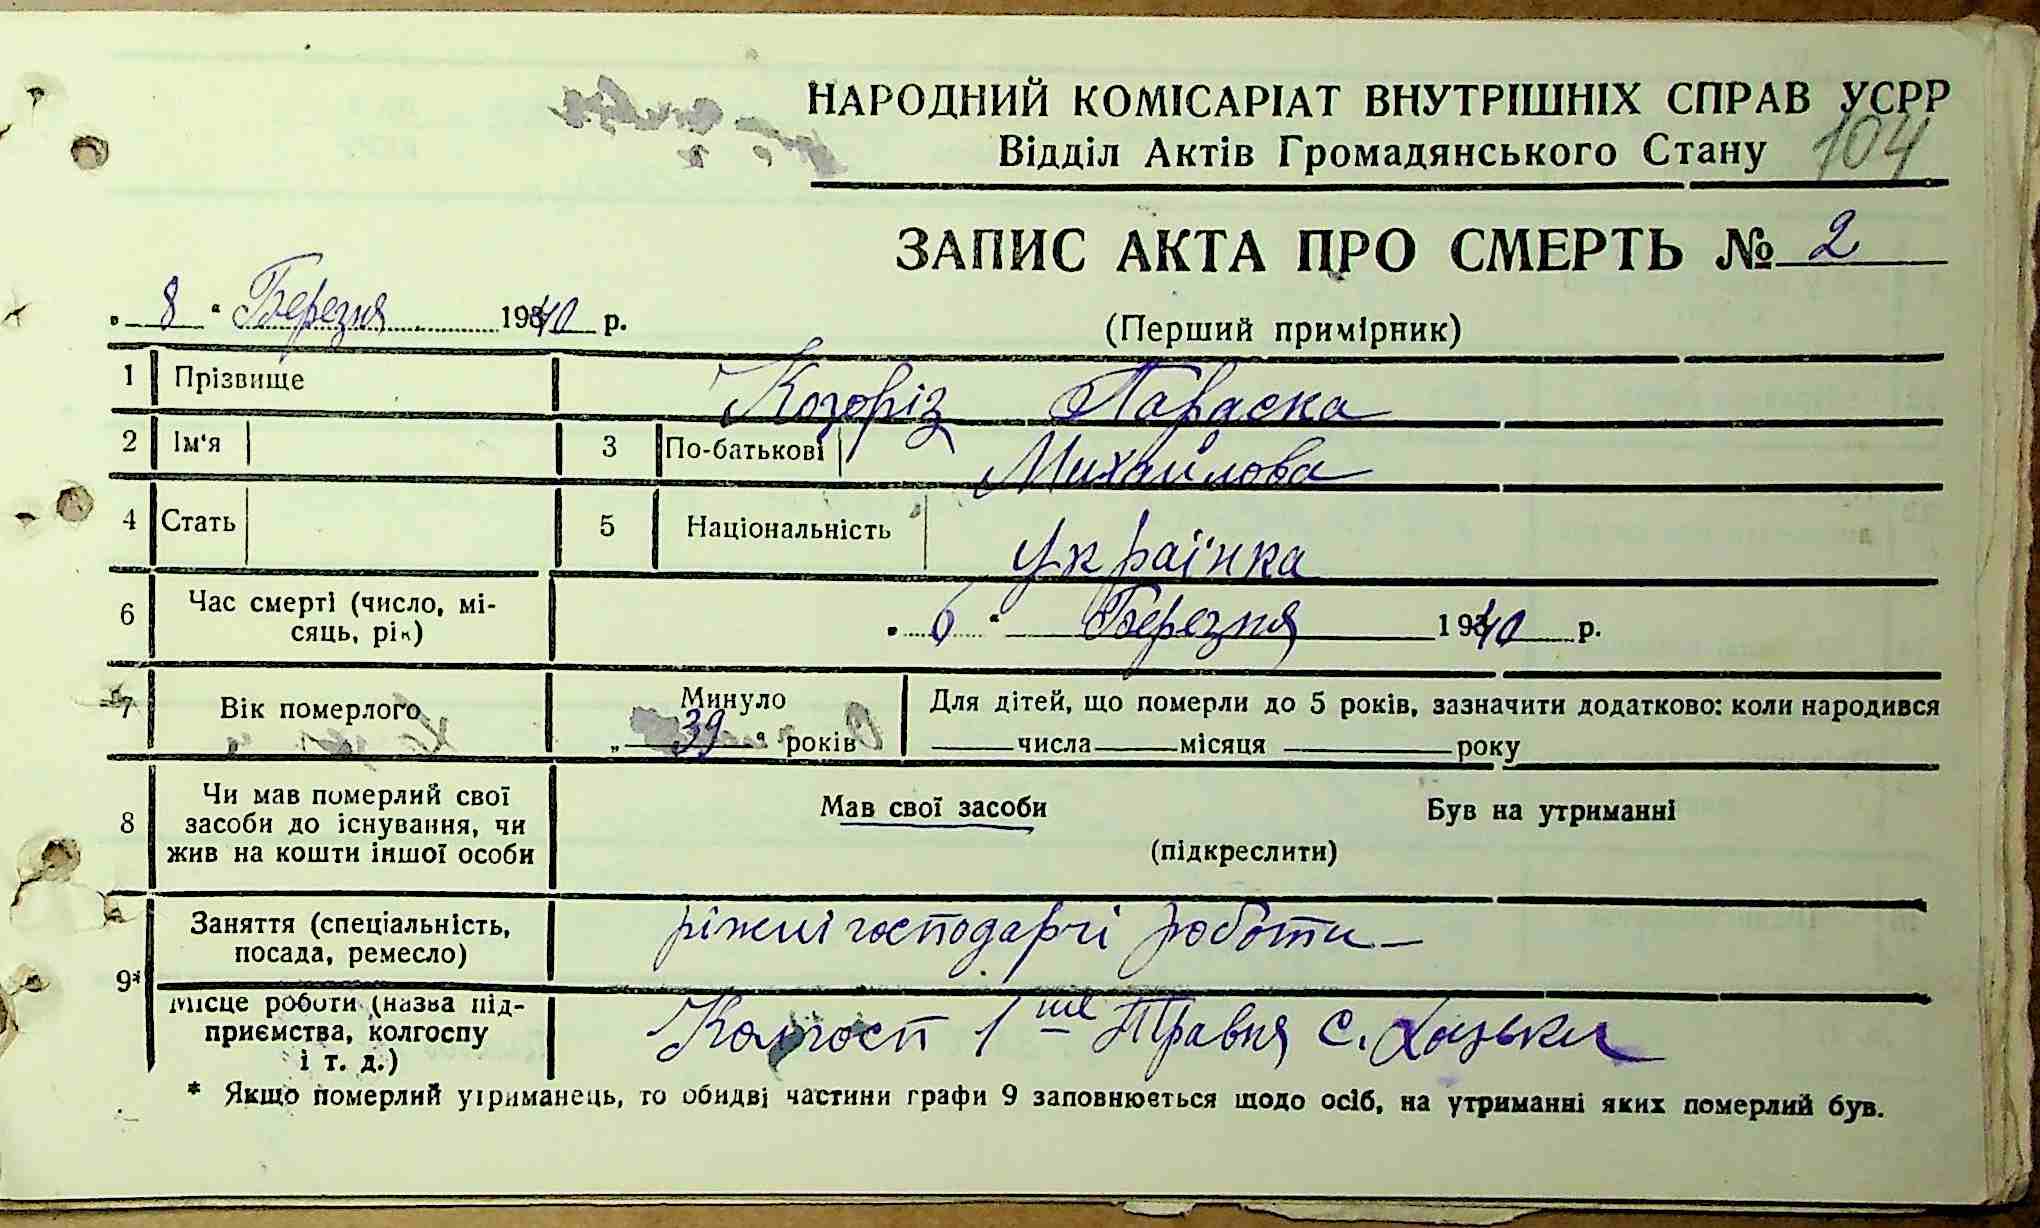 НАРОДНИЙ КОМІСАРІАТ ВНУТРІШНІХ СПРАВ УСРР
Відділ Актів Громадянського Стану 104
ЗАПИС АКТА ПРО СМЕРТЬ № 2
„ 8 " Березня 1940 р.
(Перший примірник)
1 Прізвище Козоріз Параска
2 Ім'я 3 По-батькові Михайлова
4 Стать 5 Національність Українка
6 Час смерті (число, мі-
сяць, рік) „ 6 " Березня 1940 р.
7 Вік померлого Минуло
„ 39 " років
Для дітей, що померли до 5 років, зазначити додатково: коли народився
числа місяця року
8 Чи мав померлий свої
засоби до існування, чи
жив на кошти іншої особи
Мав свої засоби Був на утриманні
(підкреслити)
9* Заняття (спеціальність,
посада, ремесло) ріжні господарчі роботи
Місце роботи (назва під-
приємства, колгоспу
і т. д.) Колгосп 1ше Травня с. Хацьки
* Якщо померлий утриманець, то обидві частини графи 9 заповнюється щодо осіб, на утриманні яких померлий був.